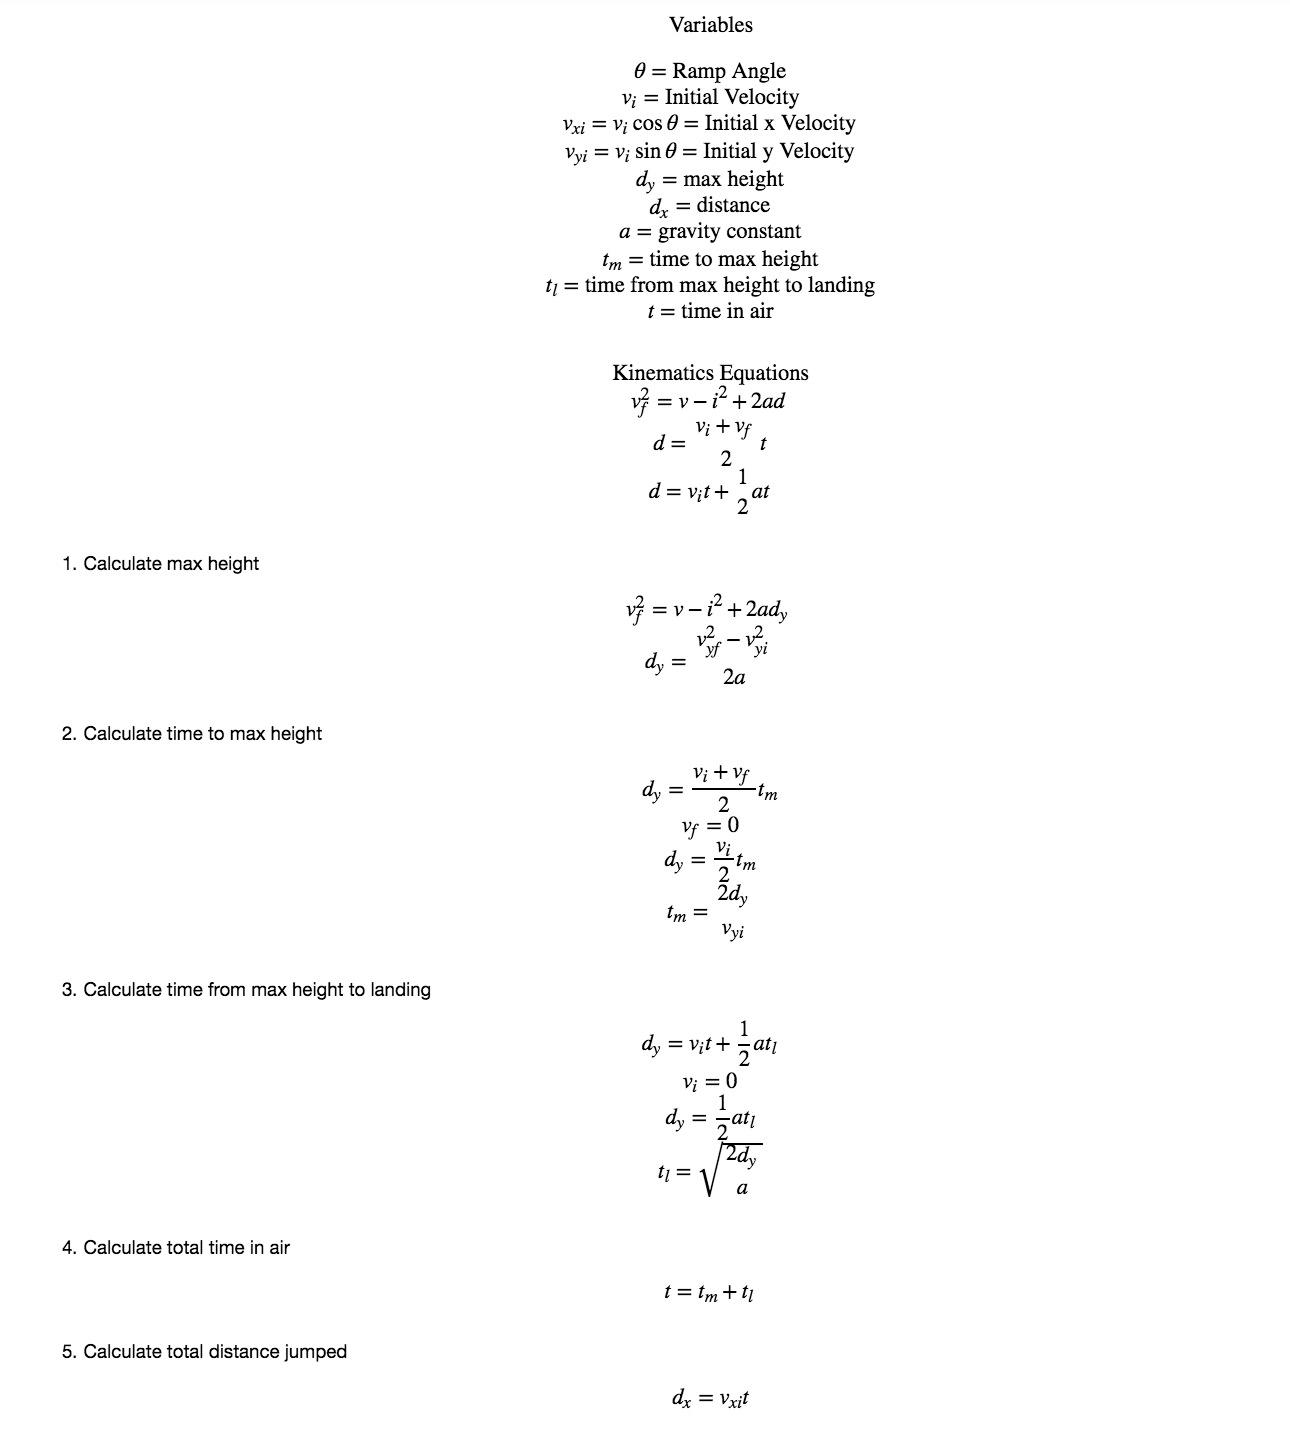 Variables
θ = Ramp Angle
v_i = Initial Velocity
v_{xi} = v_i cos θ = Initial x Velocity
v_{yi} = v_i sin θ = Initial y Velocity
d_y = max height
d_x = distance
a = gravity constant
t_m = time to max height
t_l = time from max height to landing
t = time in air
Kinematics Equations
v_f^2 = v − i^2 + 2ad
d = \frac{v_i + v_f}{2} t
d = v_i t + \frac{1}{2} at
1. Calculate max height
v_f^2 = v − i^2 + 2ad_y
d_y = \frac{v_{yf}^2 − v_{yi}^2}{2a}
2. Calculate time to max height
d_y = \frac{v_i + v_f}{2} t_m
v_f = 0
d_y = \frac{v_i}{2} t_m
t_m = \frac{2d_y}{v_{yi}}
3. Calculate time from max height to landing
d_y = v_i t + \frac{1}{2} at_l
v_i = 0
d_y = \frac{1}{2} at_l
t_l = \sqrt{\frac{2d_y}{a}}
4. Calculate total time in air
t = t_m + t_l
5. Calculate total distance jumped
d_x = v_{xi} t